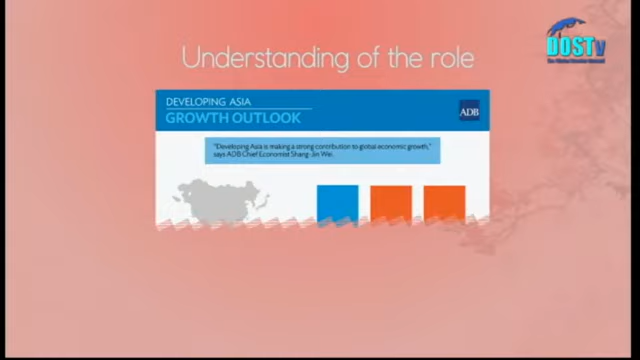 DOSTv
Understanding of the role
DEVELOPING ASIA
GROWTH OUTLOOK
ADB
"Developing Asia is making a strong contribution to global economic growth,"
says ADB Chief Economist Shang-Jin Wei.